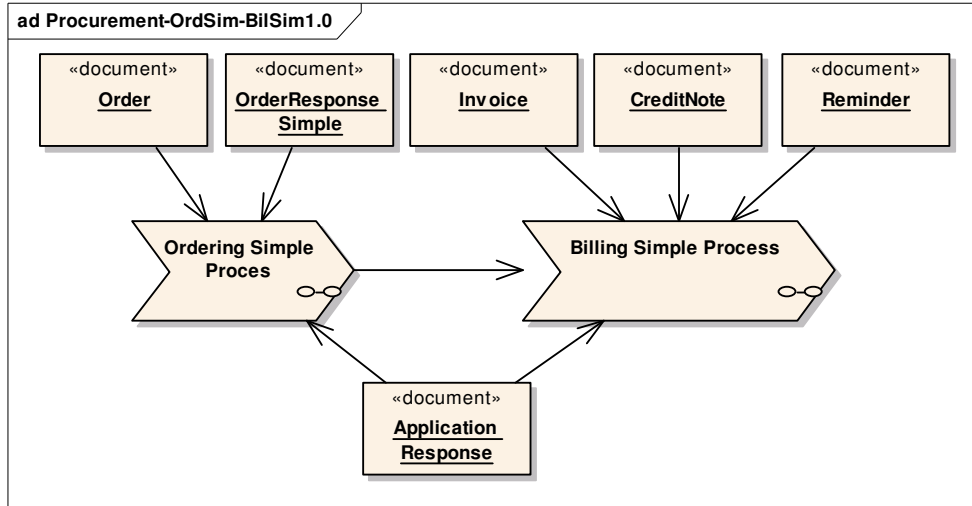 ad Procurement-OrdSim-BilSim1.0
«document»
Order
«document»
OrderResponse
Simple
«document»
Invoice
«document»
CreditNote
«document»
Reminder
Ordering Simple
Proces
Billing Simple Process
«document»
Application
Response